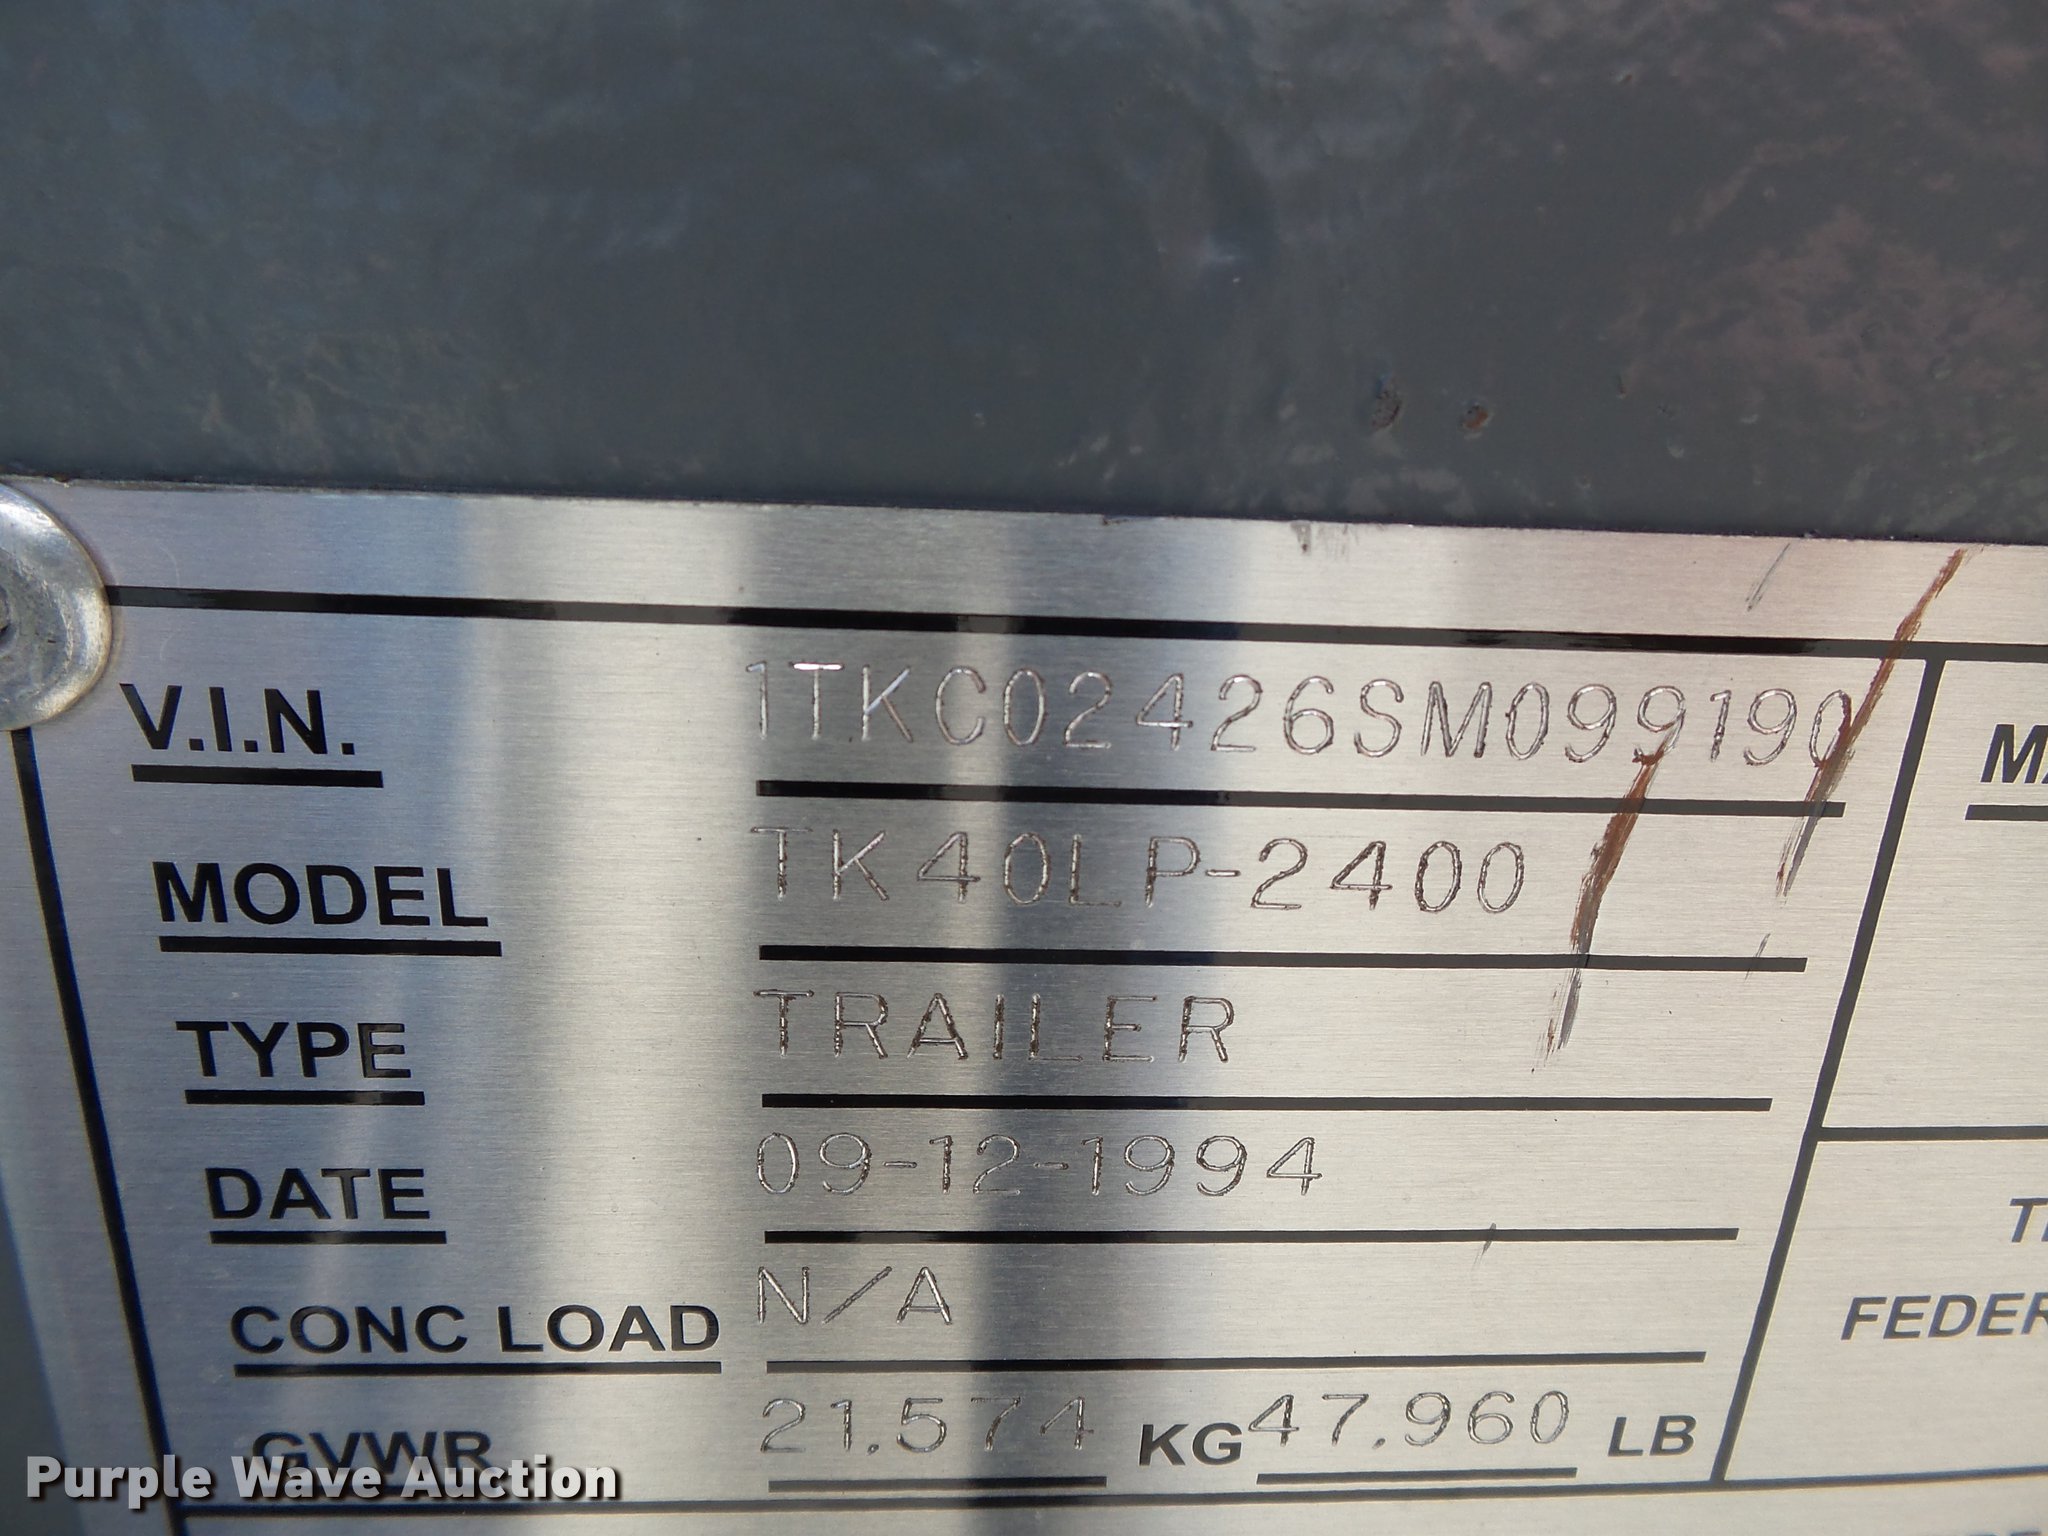 V.I.N. 1TKC02426SM099190
MODEL TK40LP-2400
TYPE TRAILER
DATE 09-12-1994
CONC LOAD N/A
GVWR 21.574 KG 47.960 LB
Purple Wave Auction